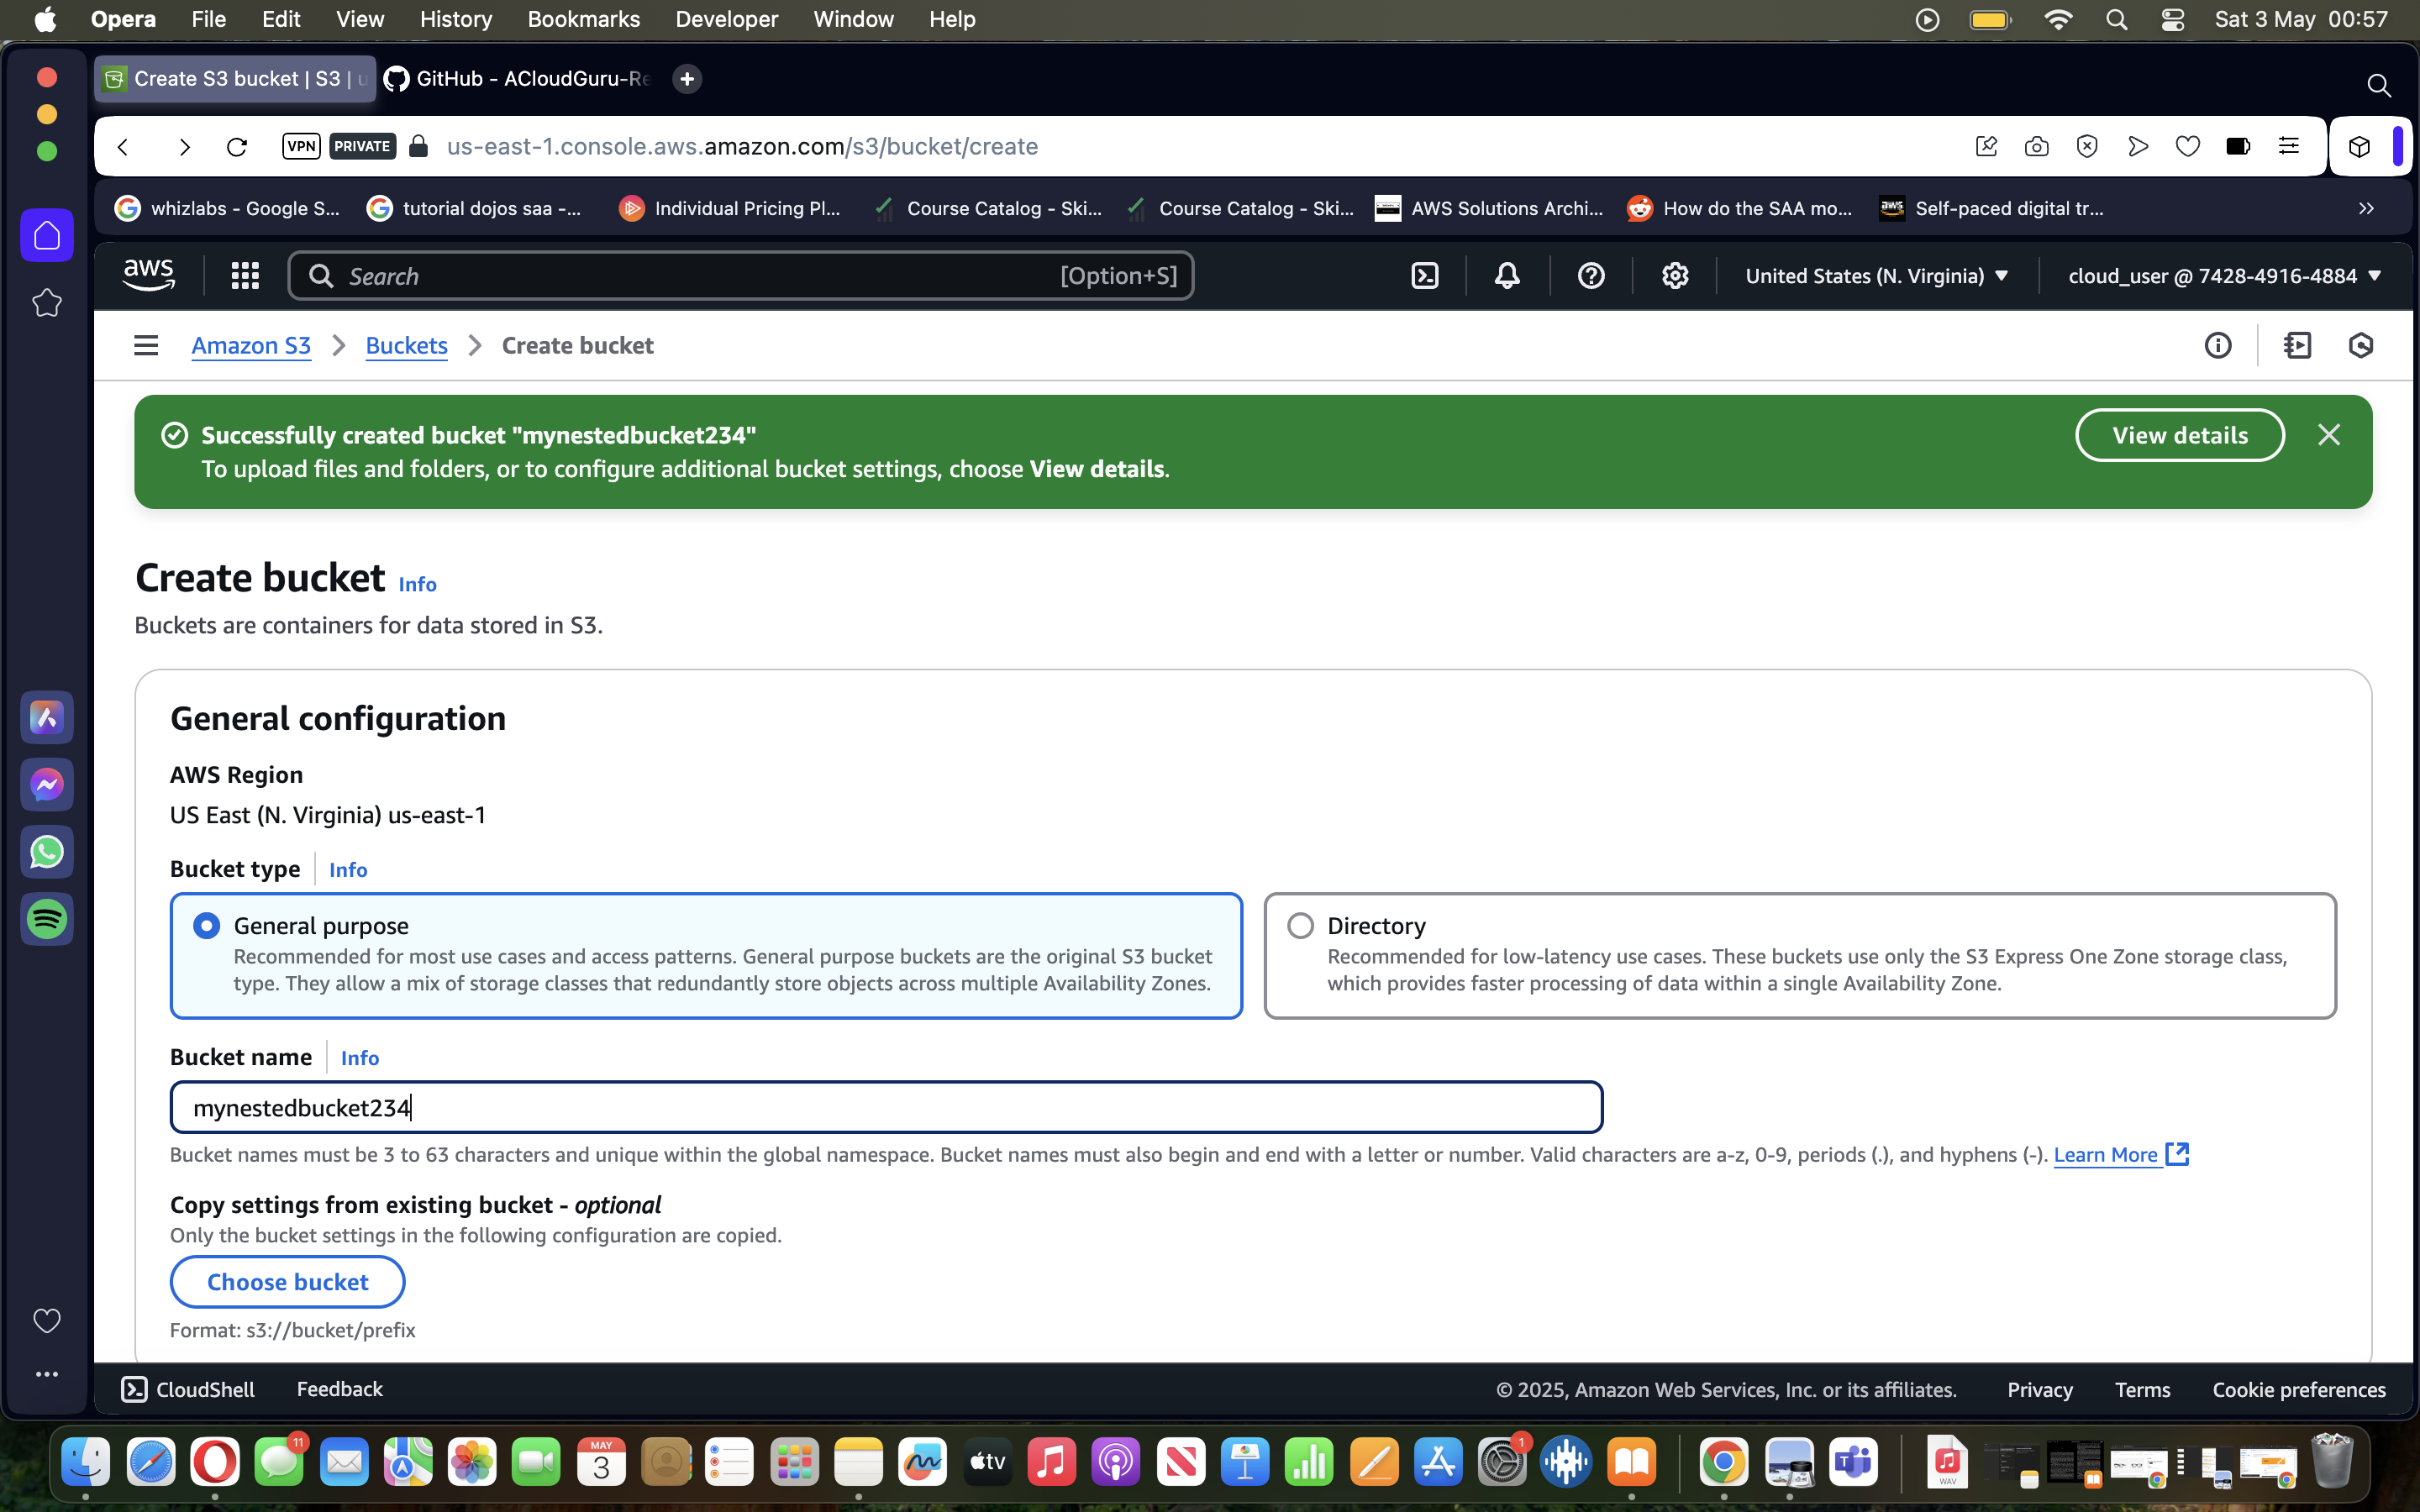 Opera File Edit View History Bookmarks Developer Window Help Sat 3 May 00:57
Create S3 bucket | S3 | u GitHub - ACloudGuru-Re
VPN PRIVATE us-east-1.console.aws.amazon.com/s3/bucket/create
whizlabs - Google S... tutorial dojos saa -... Individual Pricing Pl... Course Catalog - Ski... Course Catalog - Ski... AWS Solutions Archi... How do the SAA mo... aws Self-paced digital tr...
aws Search [Option+S] United States (N. Virginia) cloud_user @ 7428-4916-4884
Amazon S3 Buckets Create bucket
Successfully created bucket "mynestedbucket234" View details
To upload files and folders, or to configure additional bucket settings, choose View details.
Create bucket Info
Buckets are containers for data stored in S3.
General configuration
AWS Region
US East (N. Virginia) us-east-1
Bucket type Info
General purpose
Recommended for most use cases and access patterns. General purpose buckets are the original S3 bucket
type. They allow a mix of storage classes that redundantly store objects across multiple Availability Zones.
Directory
Recommended for low-latency use cases. These buckets use only the S3 Express One Zone storage class,
which provides faster processing of data within a single Availability Zone.
Bucket name Info
mynestedbucket234
Bucket names must be 3 to 63 characters and unique within the global namespace. Bucket names must also begin and end with a letter or number. Valid characters are a-z, 0-9, periods (.), and hyphens (-). Learn More
Copy settings from existing bucket - optional
Only the bucket settings in the following configuration are copied.
Choose bucket
Format: s3://bucket/prefix
CloudShell Feedback © 2025, Amazon Web Services, Inc. or its affiliates. Privacy Terms Cookie preferences
11 MAY 3 tv 1 WAV